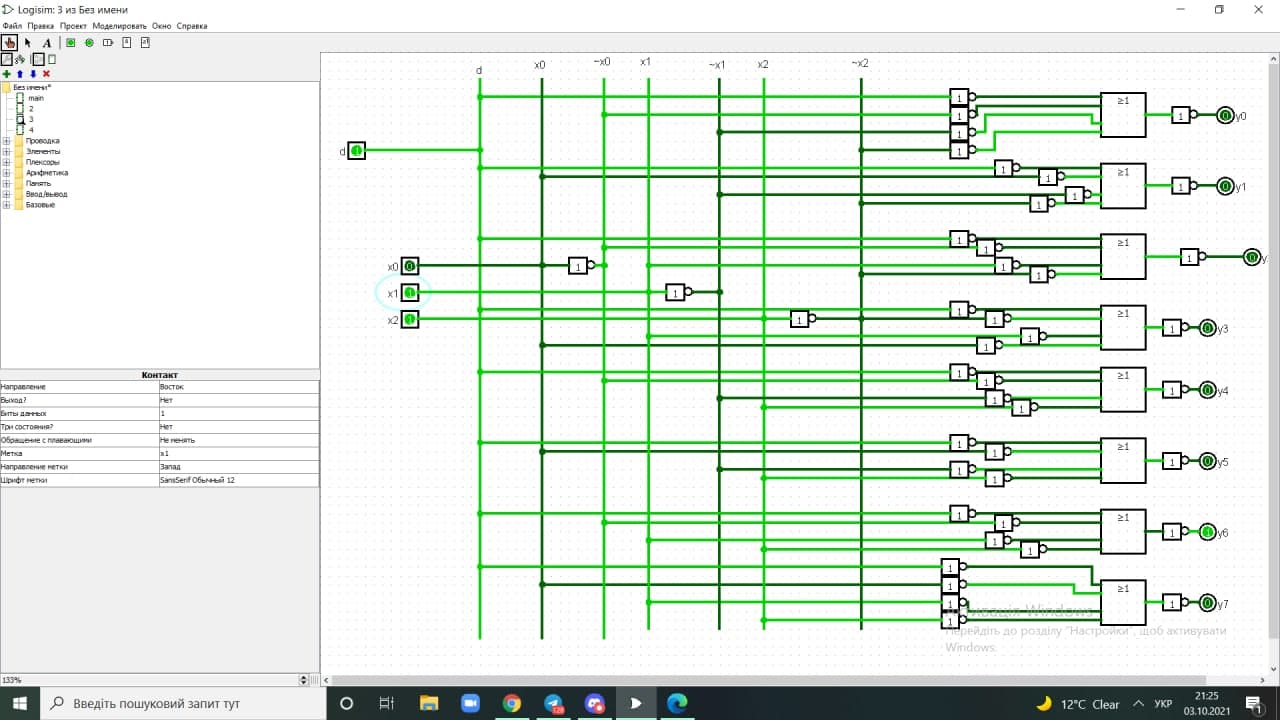 Logisim: 3 из Без имени
Файл Правка Проект Моделировать Окно Справка
A
Без имени*
main
2
3
4
Проводка
Элементы
Плексоры
Арифметика
Память
Ввод/вывод
Базовые
Контакт
Направление Восток
Выход? Нет
Биты данных 1
Три состояния? Нет
Обращение с плавающими Не менять
Метка x1
Направление метки Запад
Шрифт метки SansSerif Обычный 12
133%
d x0 ~x0 x1 ~x1 x2 ~x2
d 1
x0 0
x1 1
x2 1
1
1
1
1 1 1 1 ≥1 1 0 y0
1 1 1 1 ≥1 1 0 y1
1 1 1 1 ≥1 1 0 y
1 1 1 1 ≥1 1 0 y3
1 1 1 1 ≥1 1 0 y4
1 1 1 1 ≥1 1 0 y5
1 1 1 1 ≥1 1 1 y6
1 1 1 1 ≥1 1 0 y7
Активація Windows
Перейдіть до розділу "Настройки", щоб активувати
Windows.
Введіть пошуковий запит тут
12°C Clear
УКР
21:25
03.10.2021
1